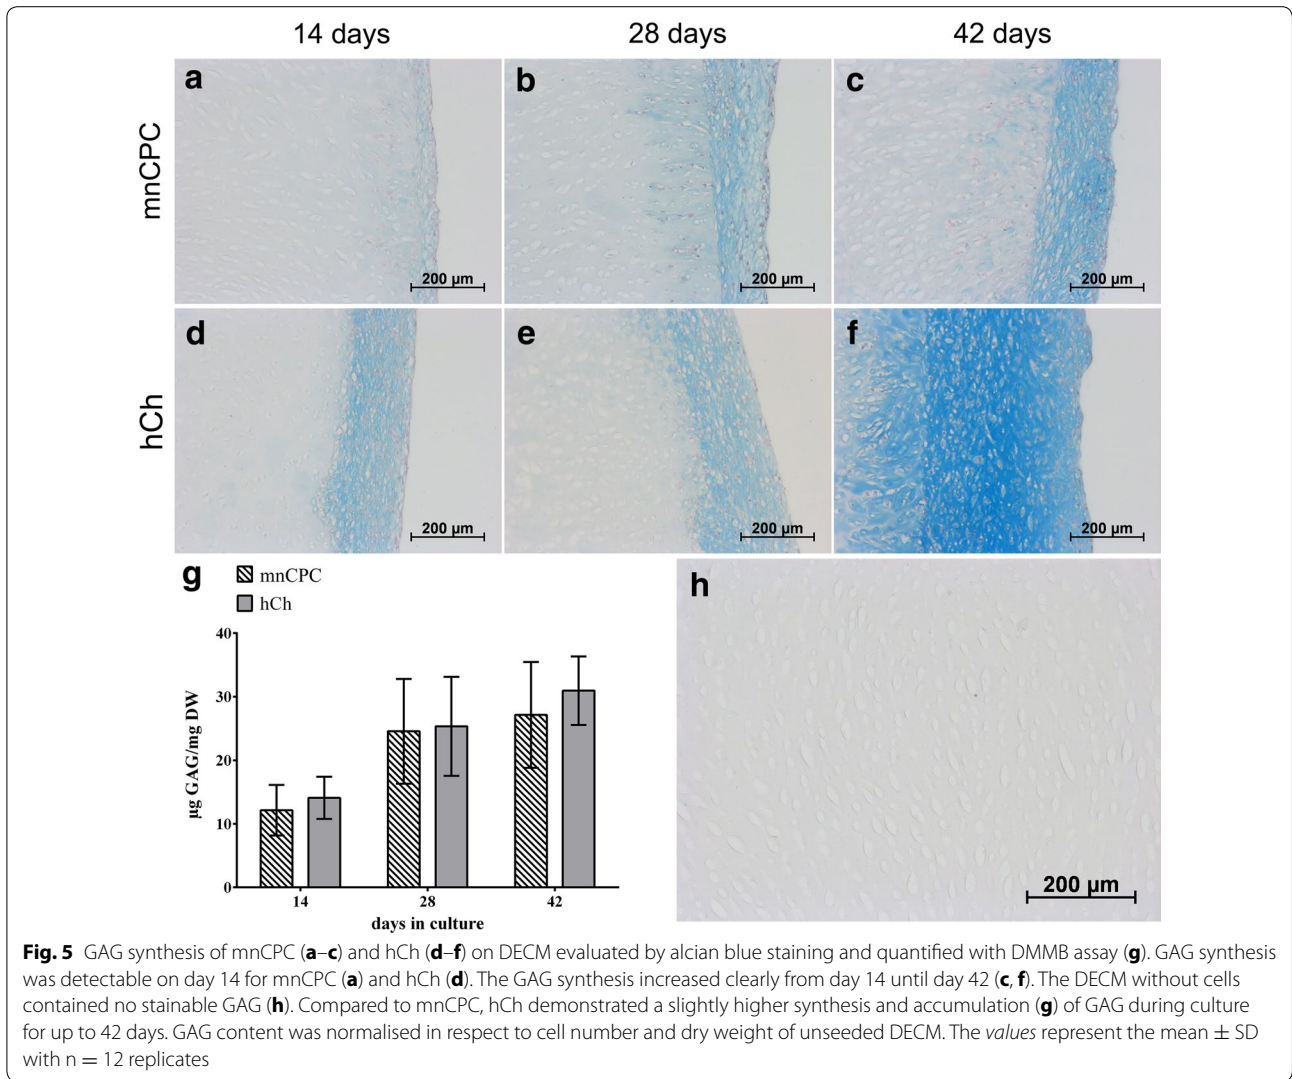 14 days 28 days 42 days
mnCPC
a b c
200 µm 200 µm 200 µm
hCh
d e f
200 µm 200 µm 200 µm
g
mnCPC
hCh
µg GAG/mg DW
40
30
20
10
0
14 28 42
days in culture
h
200 µm
Fig. 5 GAG synthesis of mnCPC (a–c) and hCh (d–f) on DECM evaluated by alcian blue staining and quantified with DMMB assay (g). GAG synthesis
was detectable on day 14 for mnCPC (a) and hCh (d). The GAG synthesis increased clearly from day 14 until day 42 (c, f). The DECM without cells
contained no stainable GAG (h). Compared to mnCPC, hCh demonstrated a slightly higher synthesis and accumulation (g) of GAG during culture
for up to 42 days. GAG content was normalised in respect to cell number and dry weight of unseeded DECM. The values represent the mean ± SD
with n = 12 replicates